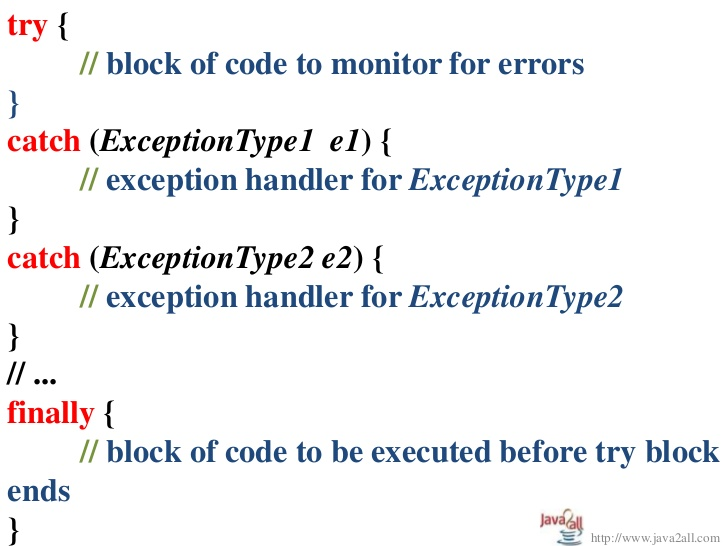 try {
// block of code to monitor for errors
}
catch (ExceptionType1 e1) {
// exception handler for ExceptionType1
}
catch (ExceptionType2 e2) {
// exception handler for ExceptionType2
}
// ...
finally {
// block of code to be executed before try block
ends
}
Java2all
http://www.java2all.com